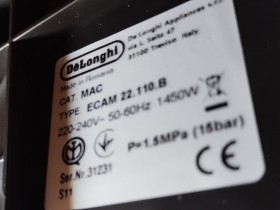 DeLonghi
De Longhi Appliances s.r.l.
via L. Seitz 47
31100 Treviso Italy
Made in Romania
CAT. MAC
TYPE: ECAM 22.110.B
220-240V~ 50-60Hz 1450W
P=1.5MPa (15bar)
Ser.Nr.31231
S11
CE